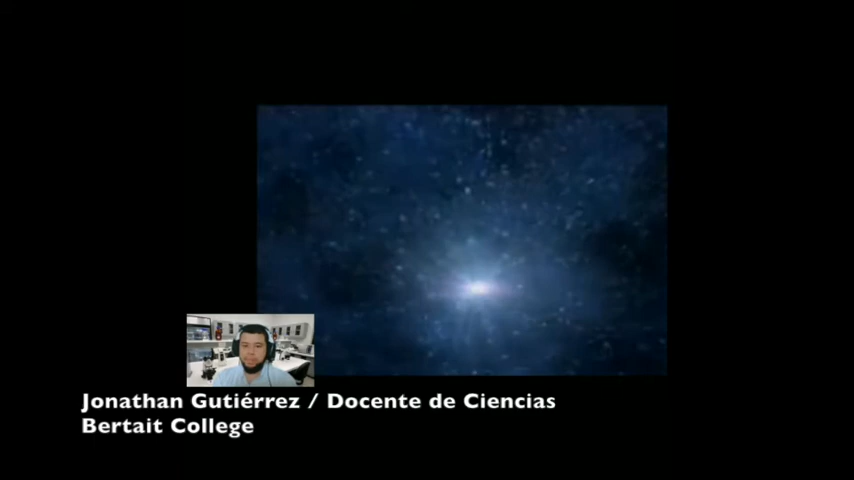 Jonathan Gutiérrez / Docente de Ciencias
Bertait College